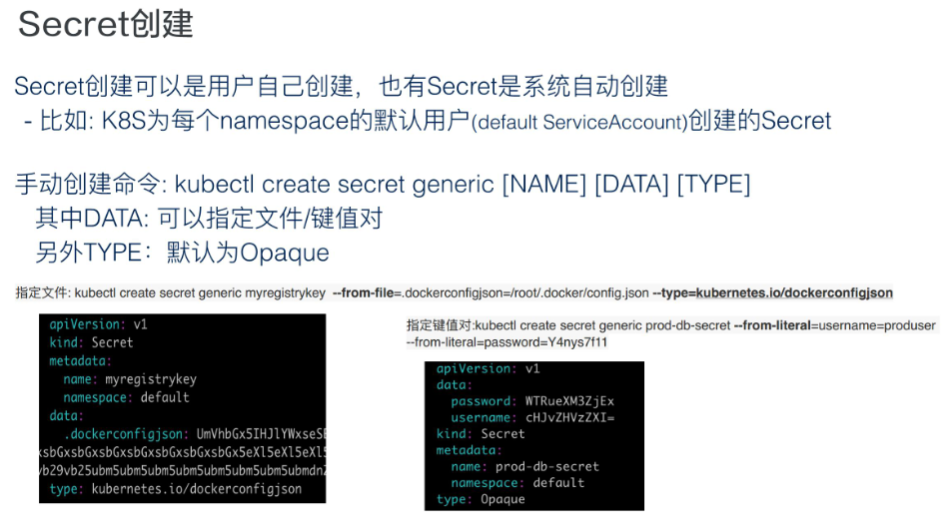 Secret创建
Secret创建可以是用户自己创建，也有Secret是系统自动创建
- 比如: K8S为每个namespace的默认用户(default ServiceAccount)创建的Secret
手动创建命令: kubectl create secret generic [NAME] [DATA] [TYPE]
其中DATA: 可以指定文件/键值对
另外TYPE：默认为Opaque
指定文件: kubectl create secret generic myregistrykey --from-file=.dockerconfigjson=/root/.docker/config.json --type=kubernetes.io/dockerconfigjson
apiVersion: v1
kind: Secret
metadata:
name: myregistrykey
namespace: default
data:
.dockerconfigjson: UmVhbGx5IHJlYWxseSE
type: kubernetes.io/dockerconfigjson
指定键值对:kubectl create secret generic prod-db-secret --from-literal=username=produser
--from-literal=password=Y4nys7f11
apiVersion: v1
data:
password: WTRueXM3ZjEx
username: cHJvZHVzZXI=
kind: Secret
metadata:
name: prod-db-secret
namespace: default
type: Opaque